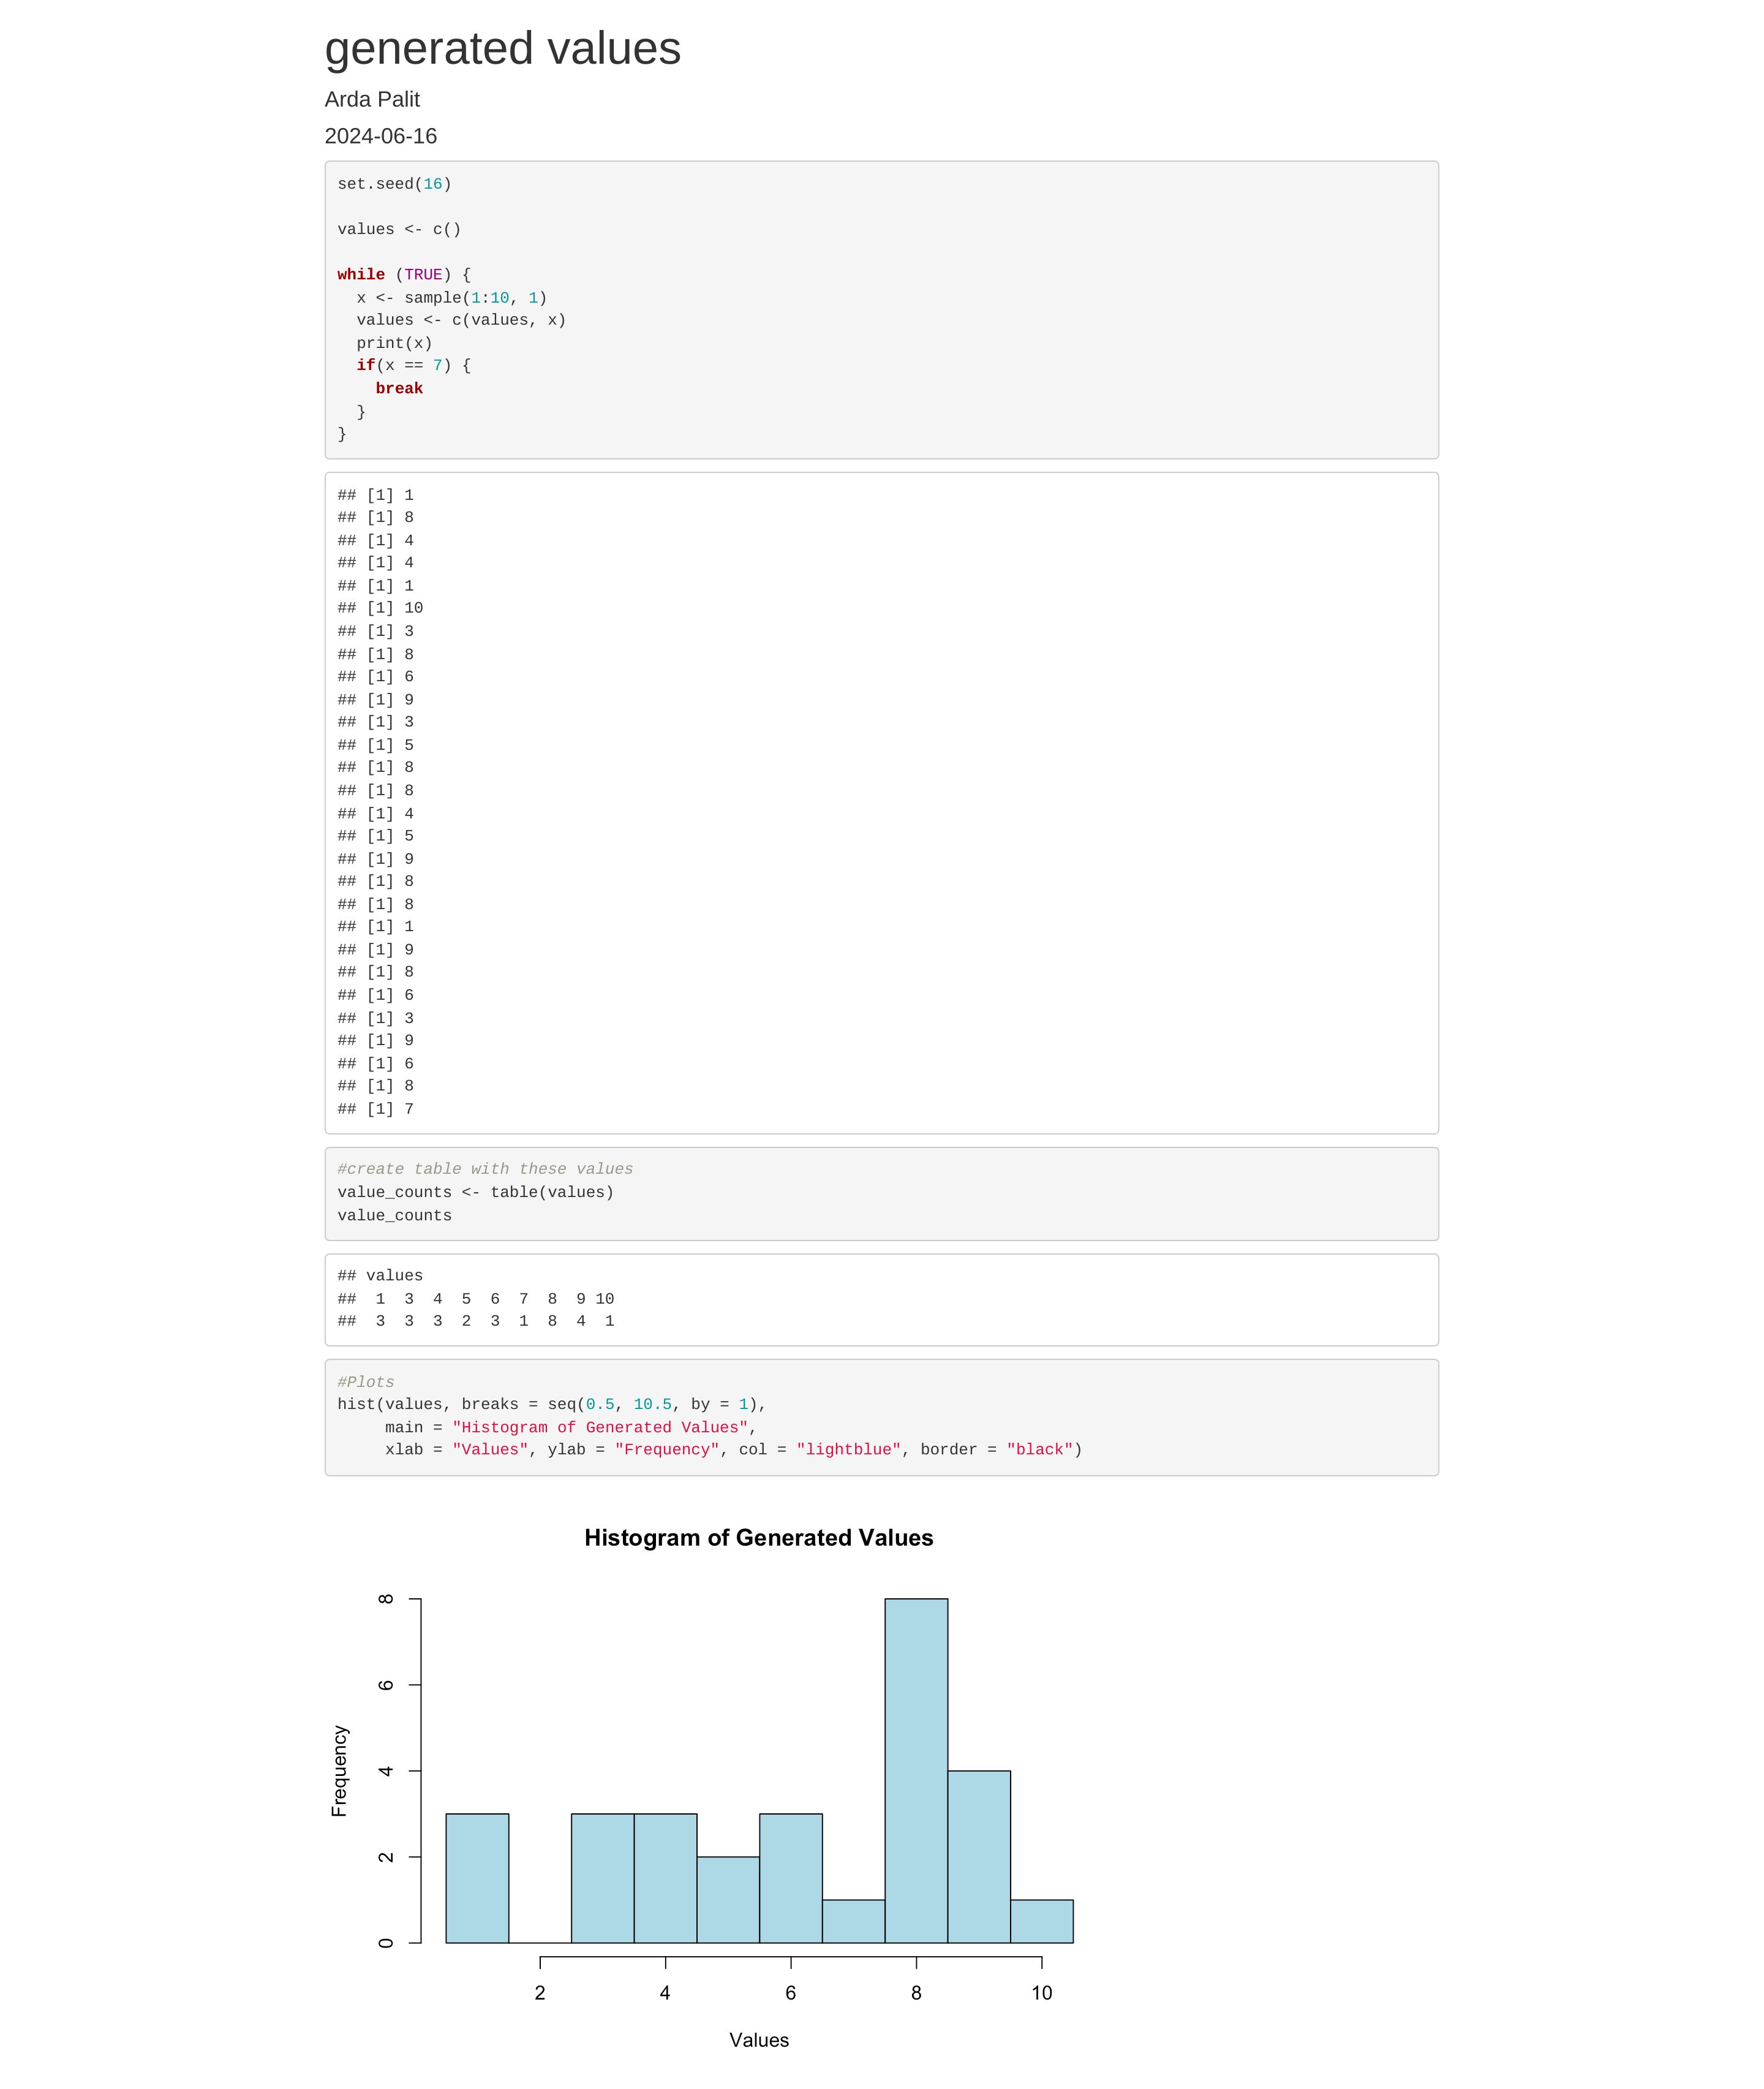 generated values
Arda Palit
2024-06-16
set.seed(16)
values <- c()
while (TRUE) {
  x <- sample(1:10, 1)
  values <- c(values, x)
  print(x)
  if(x == 7) {
    break
  }
}
## [1] 1
## [1] 8
## [1] 4
## [1] 4
## [1] 1
## [1] 10
## [1] 3
## [1] 8
## [1] 6
## [1] 9
## [1] 3
## [1] 5
## [1] 8
## [1] 8
## [1] 4
## [1] 5
## [1] 9
## [1] 8
## [1] 8
## [1] 1
## [1] 9
## [1] 8
## [1] 6
## [1] 3
## [1] 9
## [1] 6
## [1] 8
## [1] 7
#create table with these values
value_counts <- table(values)
value_counts
## values
##  1  3  4  5  6  7  8  9 10
##  3  3  3  2  3  1  8  4  1
#Plots
hist(values, breaks = seq(0.5, 10.5, by = 1),
     main = "Histogram of Generated Values",
     xlab = "Values", ylab = "Frequency", col = "lightblue", border = "black")
Histogram of Generated Values
8
6
4
2
0
Frequency
2 4 6 8 10
Values